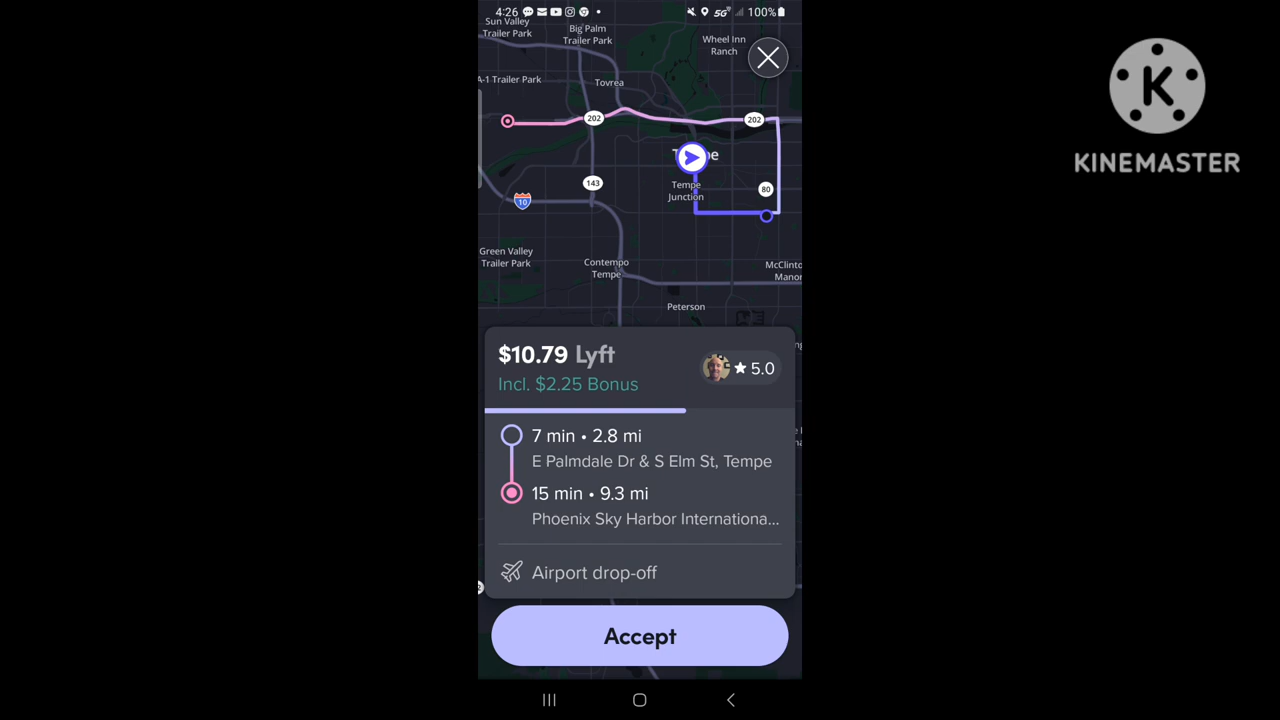 4:26
5G
100%
Sun Valley
Trailer Park
Big Palm
Trailer Park
Wheel Inn
Ranch
A-1 Trailer Park
Tovrea
202
202
Tempe
Junction
80
143
10
Green Valley
Trailer Park
Contempo
Tempe
McClinto
Manor
Peterson
$10.79 Lyft
5.0
Incl. $2.25 Bonus
7 min • 2.8 mi
E Palmdale Dr & S Elm St, Tempe
15 min • 9.3 mi
Phoenix Sky Harbor Internationa...
Airport drop-off
Accept
K
KINEMASTER